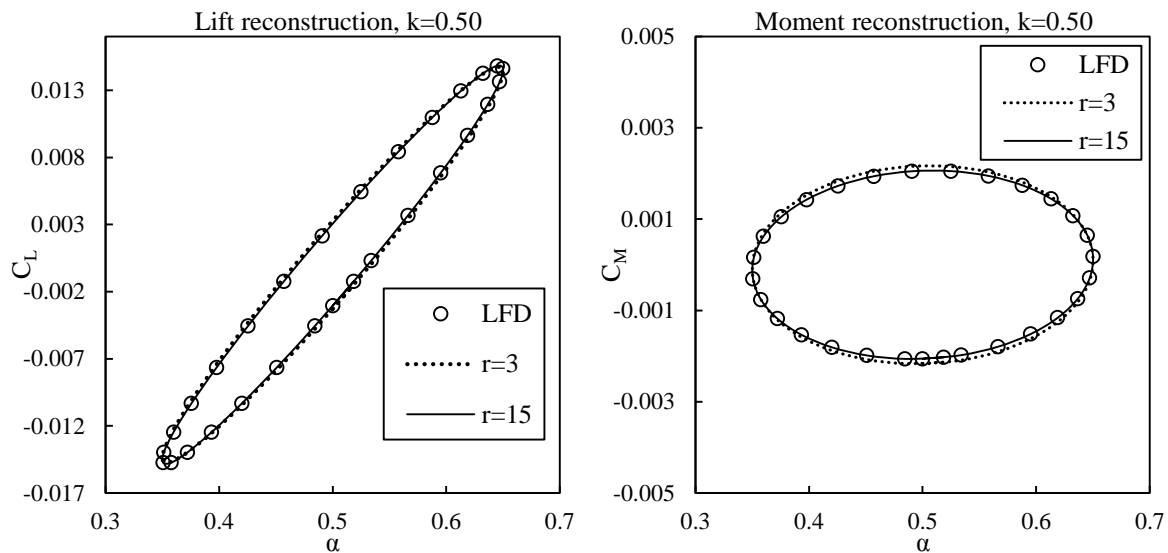 Lift reconstruction, k=0.50
C_L
0.013
0.008
0.003
-0.002
-0.007
-0.012
-0.017
0.3
0.4
0.5
0.6
0.7
α
LFD
r=3
r=15
Moment reconstruction, k=0.50
C_M
0.005
0.003
0.001
-0.001
-0.003
-0.005
0.3
0.4
0.5
0.6
0.7
α
LFD
r=3
r=15